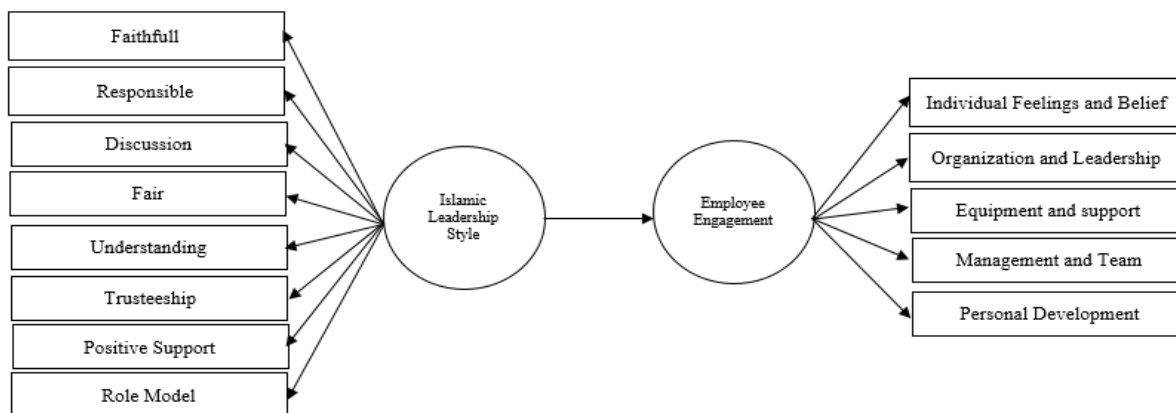 Faithfull
Responsible
Discussion
Fair
Understanding
Trusteeship
Positive Support
Role Model
Islamic
Leadership
Style
Employee
Engagement
Individual Feelings and Belief
Organization and Leadership
Equipment and support
Management and Team
Personal Development